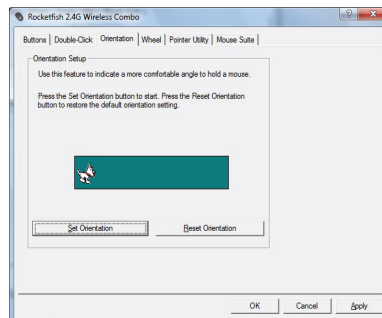 Rocketfish 2.4G Wireless Combo
Buttons Double-Click Orientation Wheel Pointer Utility Mouse Suite
Orientation Setup
Use this feature to indicate a more comfortable angle to hold a mouse.
Press the Set Orientation button to start. Press the Reset Orientation
button to restore the default orientation setting.
Set Orientation Reset Orientation
OK Cancel Apply